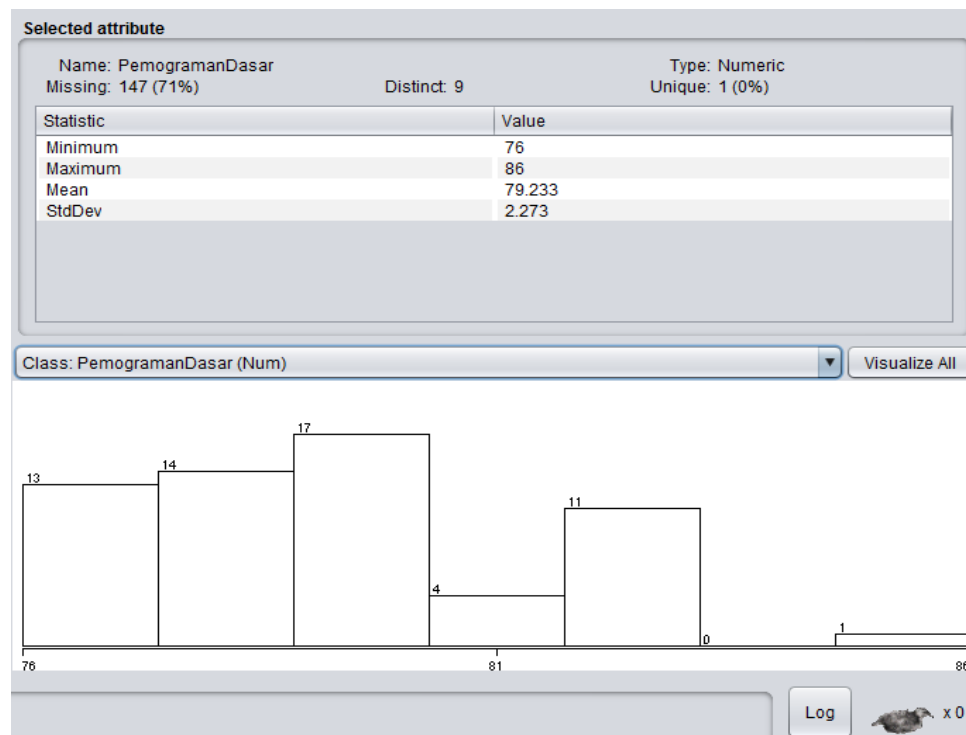 Selected attribute
Name: PemogramanDasar Type: Numeric
Missing: 147 (71%) Distinct: 9 Unique: 1 (0%)
Statistic Value
Minimum 76
Maximum 86
Mean 79.233
StdDev 2.273
Class: PemogramanDasar (Num) Visualize All
17
14
13
11
4
1
0
76 81 86
Log x 0